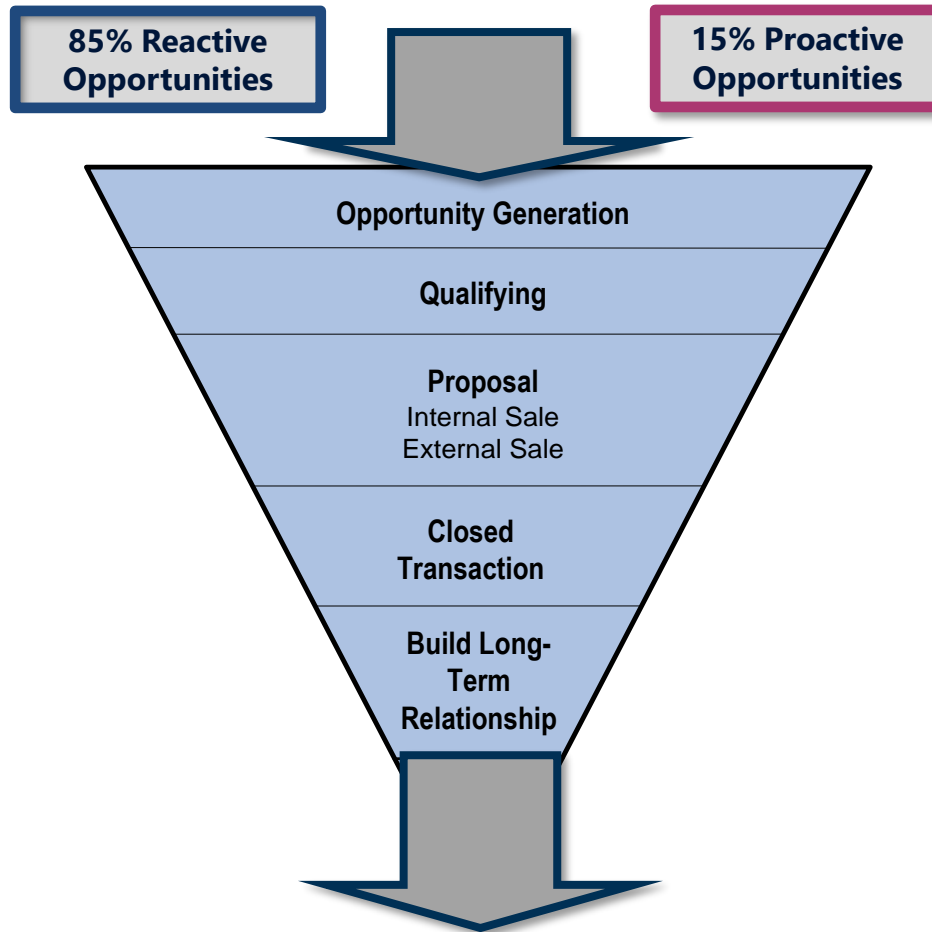 85% Reactive
Opportunities
15% Proactive
Opportunities
Opportunity Generation
Qualifying
Proposal
Internal Sale
External Sale
Closed
Transaction
Build Long-
Term
Relationship